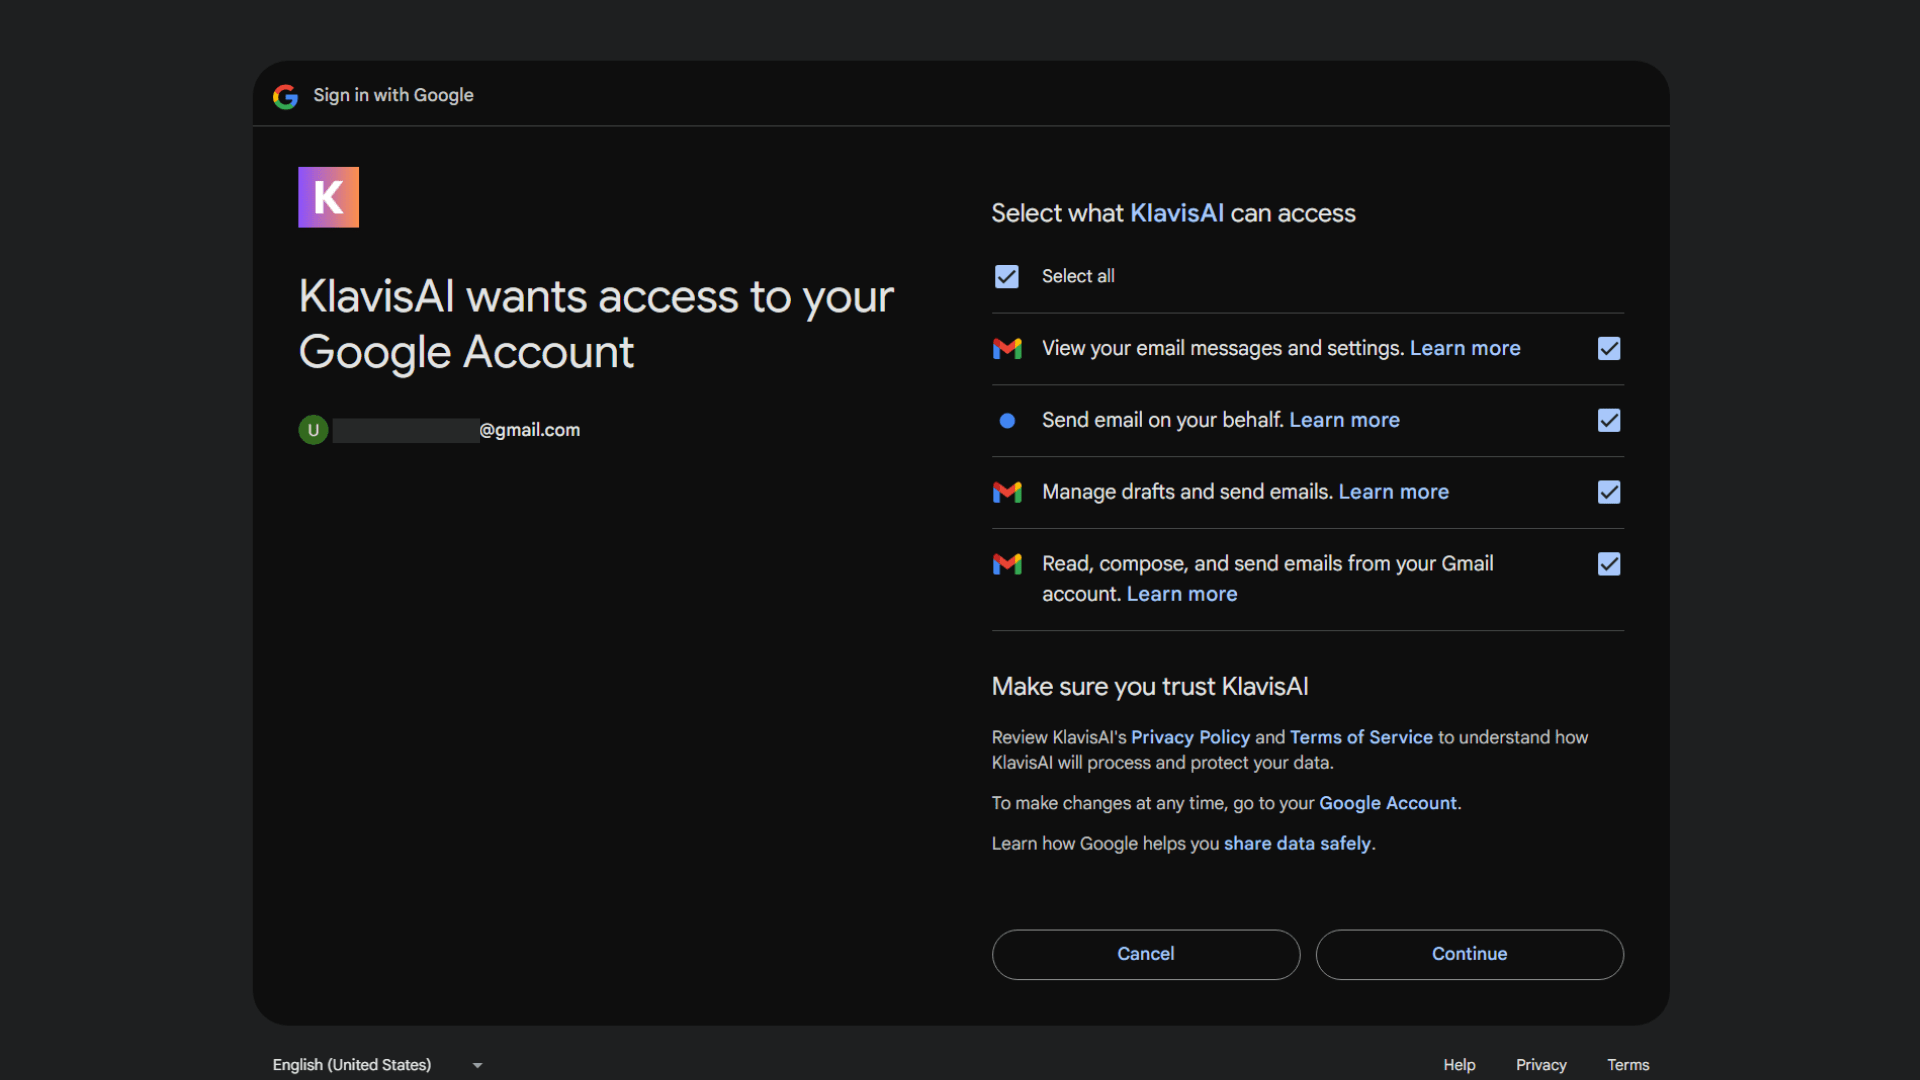 Sign in with Google
K
KlavisAI wants access to your
Google Account
U
@gmail.com
Select what KlavisAI can access
Select all
View your email messages and settings. Learn more
Send email on your behalf. Learn more
Manage drafts and send emails. Learn more
Read, compose, and send emails from your Gmail
account. Learn more
Make sure you trust KlavisAI
Review KlavisAI's Privacy Policy and Terms of Service to understand how
KlavisAI will process and protect your data.
To make changes at any time, go to your Google Account.
Learn how Google helps you share data safely.
Cancel
Continue
English (United States)
Help
Privacy
Terms